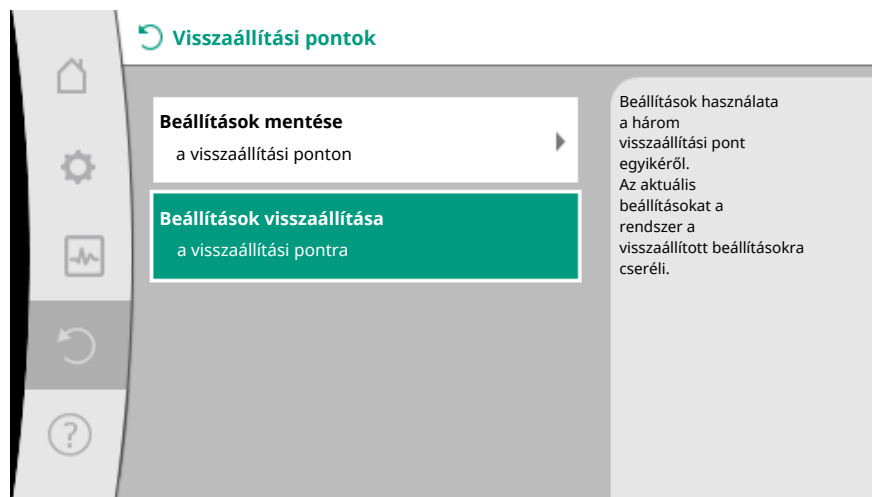 Visszaállítási pontok
Beállítások mentése
a visszaállítási ponton
Beállítások visszaállítása
a visszaállítási pontra
Beállítások használata
a három
visszaállítási pont
egyikéről.
Az aktuális
beállításokat a
rendszer a
visszaállított beállításokra
cseréli.
?